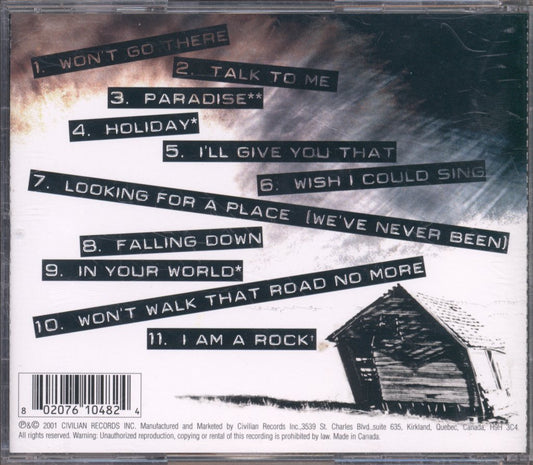 1. WON'T GO THERE
2. TALK TO ME
3. PARADISE**
4. HOLIDAY*
5. I'LL GIVE YOU THAT
6. WISH I COULD SING
7. LOOKING FOR A PLACE (WE'VE NEVER BEEN)
8. FALLING DOWN
9. IN YOUR WORLD*
10. WON'T WALK THAT ROAD NO MORE
11. I AM A ROCK†
8 02076 10482 4
℗&© 2001 CIVILIAN RECORDS INC. Manufactured and Marketed by Civilian Records Inc.,3539 St. Charles Blvd.,suite 635, Kirkland, Quebec, Canada, H9H 3C4.
All rights reserved. Warning: Unauthorized reproduction, copying or rental of this recording is prohibited by law. Made in Canada.